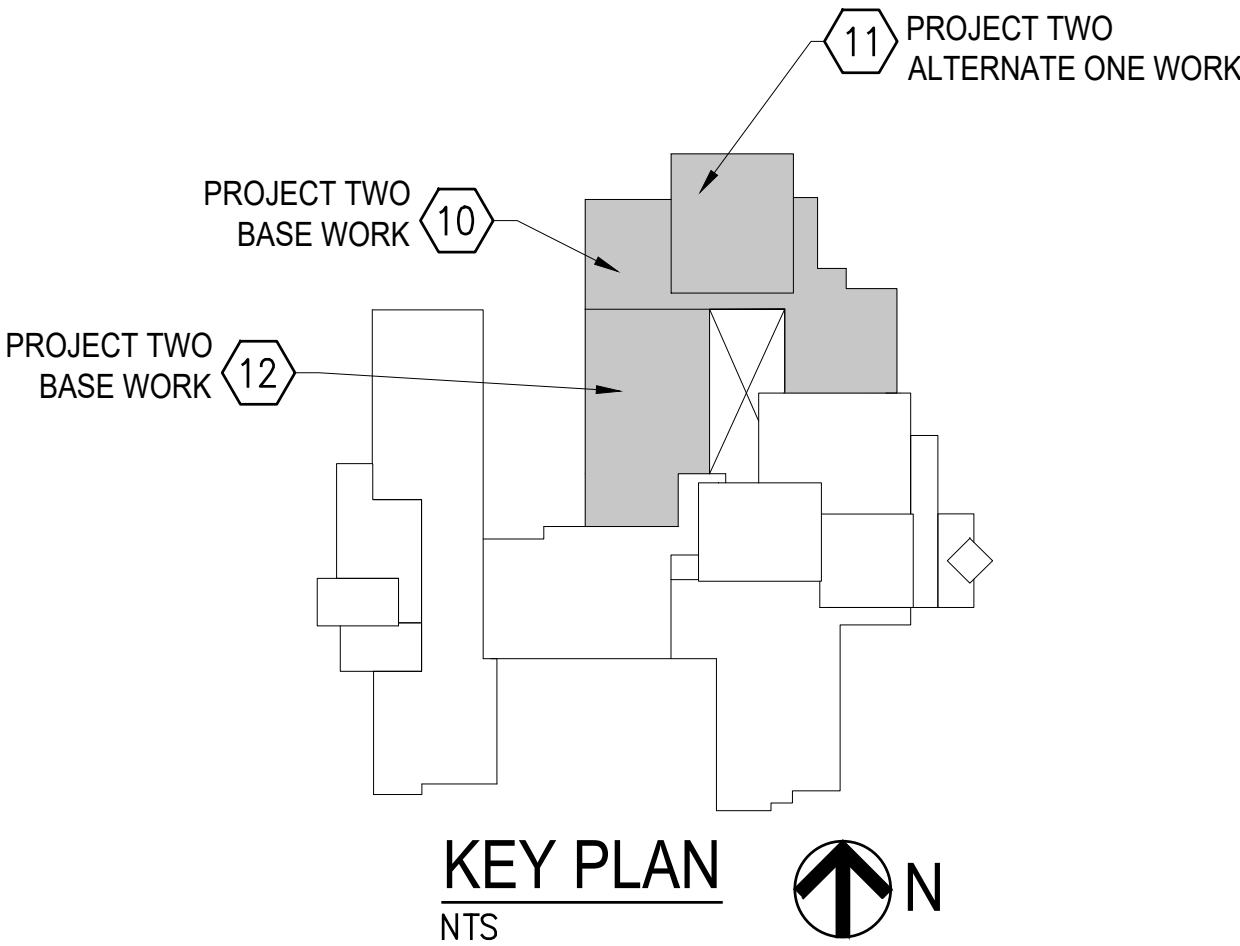 11
PROJECT TWO
ALTERNATE ONE WORK
PROJECT TWO
BASE WORK
10
PROJECT TWO
BASE WORK
12
KEY PLAN
NTS
N